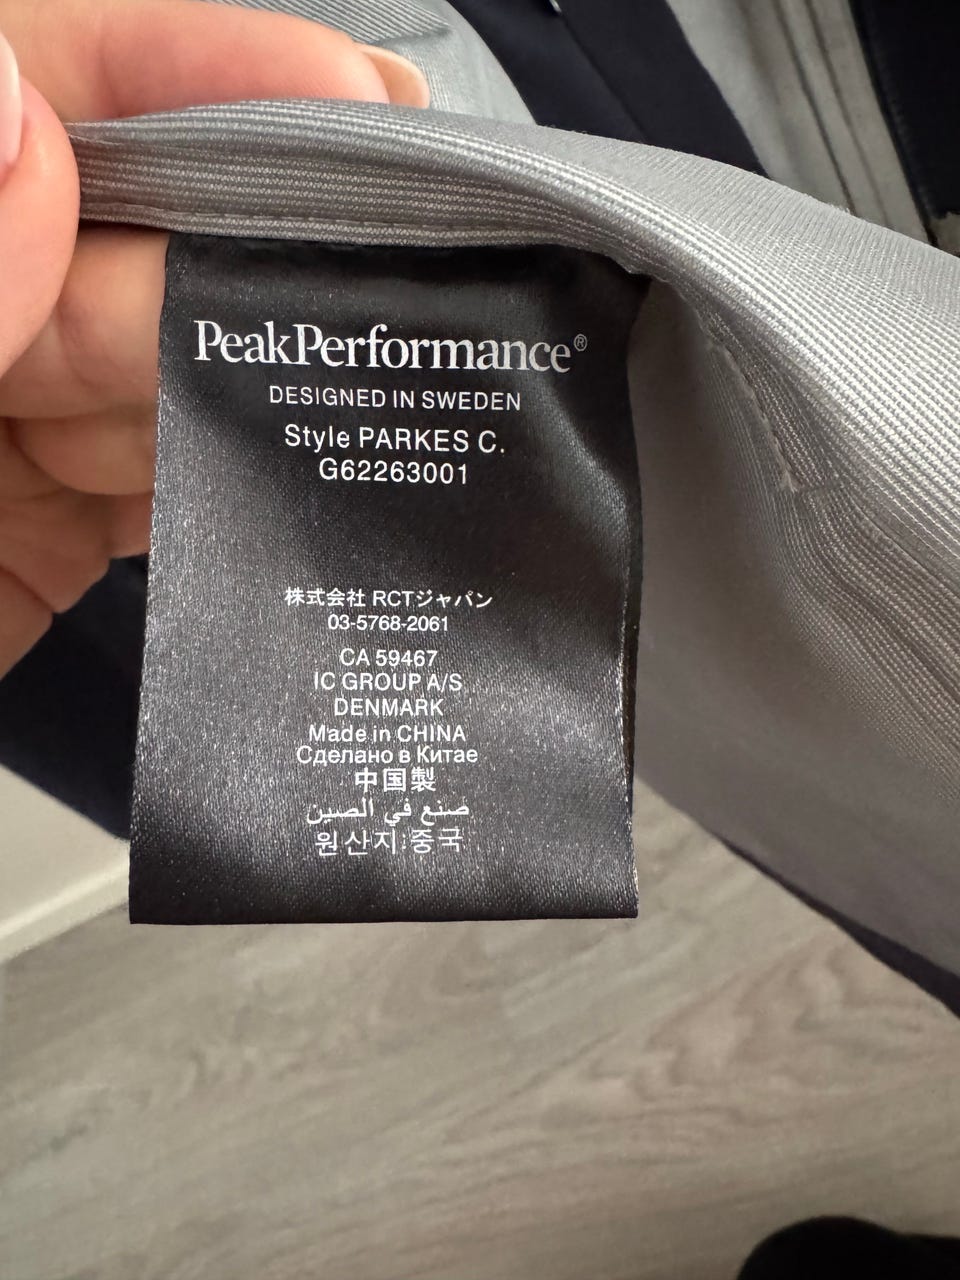 PeakPerformance®
DESIGNED IN SWEDEN
Style PARKES C.
G62263001
株式会社 RCTジャパン
03-5768-2061
CA 59467
IC GROUP A/S
DENMARK
Made in CHINA
Сделано в Китае
中国製
صنع في الصين
원산지:중국